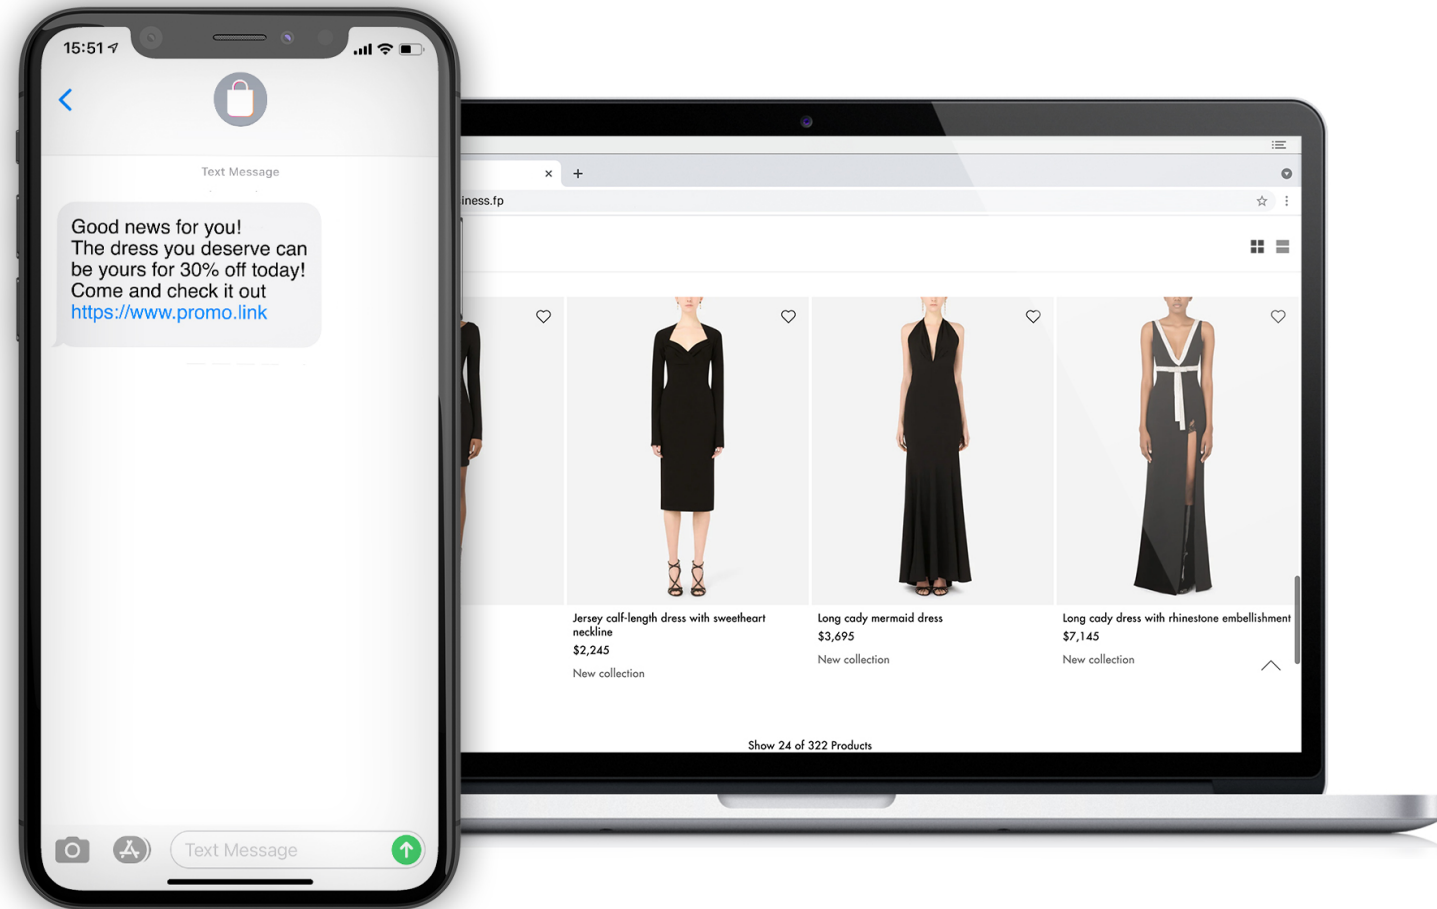 15:51
Text Message
Good news for you!
The dress you deserve can
be yours for 30% off today!
Come and check it out
https://www.promo.link
Text Message
iness.fp
Jersey calf-length dress with sweetheart
neckline
$2,245
New collection
Long cady mermaid dress
$3,695
New collection
Long cady dress with rhinestone embellishment
$7,145
New collection
Show 24 of 322 Products